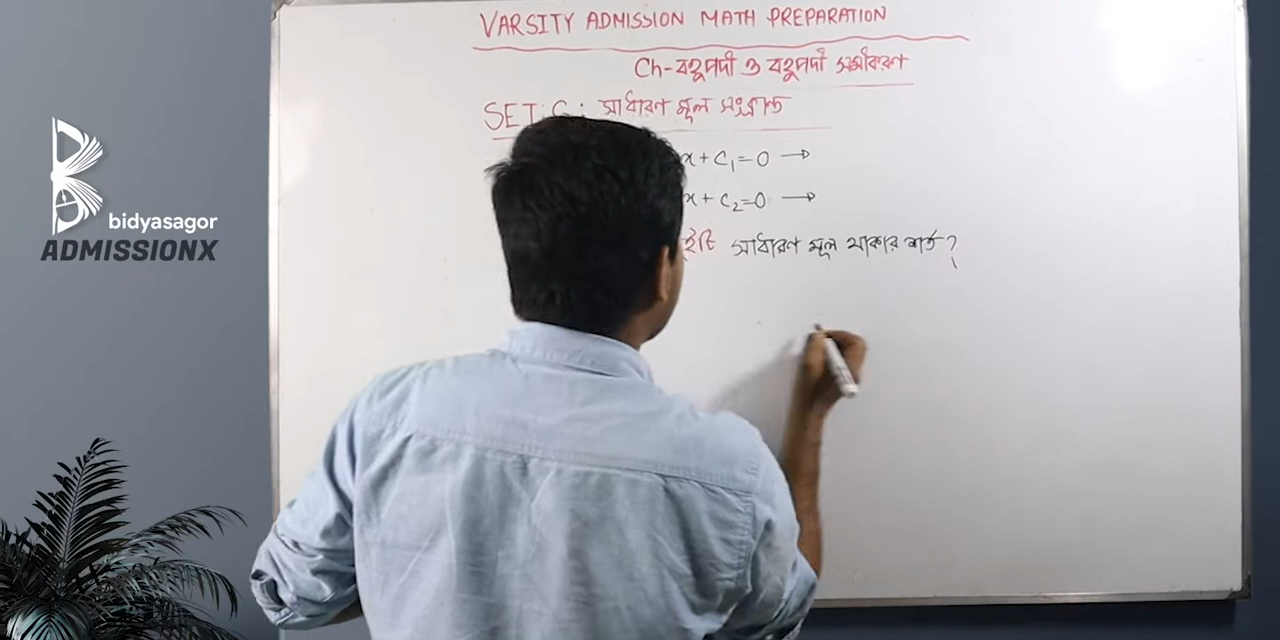 VARSITY ADMISSION MATH PREPARATION
Ch-বহুপদী ও বহুপদী সমীকরণ
SET: সাধারণ মূল সংক্রান্ত
x + C₁ = 0 →
x + C₂ = 0 →
সাধারণ মূল থাকার শর্ত?
bidyasagor
ADMISSIONX